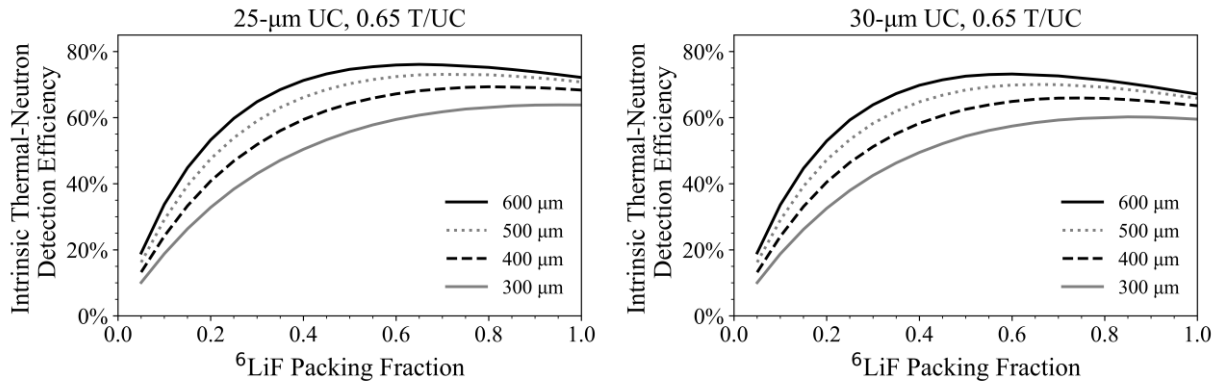 25-μm UC, 0.65 T/UC
Intrinsic Thermal-Neutron
Detection Efficiency
80%
60%
40%
20%
0%
600 μm
500 μm
400 μm
300 μm
0.0 0.2 0.4 0.6 0.8 1.0
⁶LiF Packing Fraction
30-μm UC, 0.65 T/UC
Intrinsic Thermal-Neutron
Detection Efficiency
80%
60%
40%
20%
0%
600 μm
500 μm
400 μm
300 μm
0.0 0.2 0.4 0.6 0.8 1.0
⁶LiF Packing Fraction